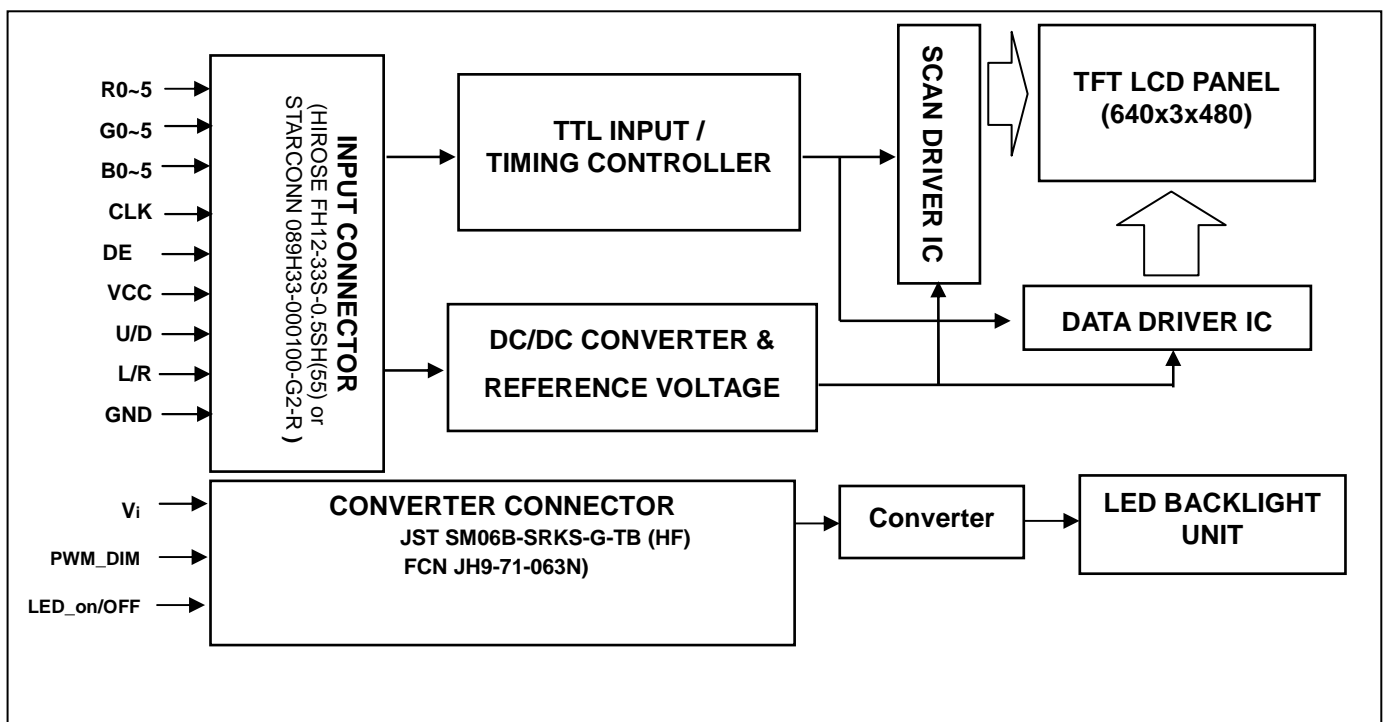 R0~5
G0~5
B0~5
CLK
DE
VCC
U/D
L/R
GND
INPUT CONNECTOR
(HIROSE FH12-33S-0.5SH(55) or
STARCONN 089H33-000100-G2-R )
TTL INPUT /
TIMING CONTROLLER
DC/DC CONVERTER &
REFERENCE VOLTAGE
SCAN DRIVER IC
TFT LCD PANEL
(640x3x480)
DATA DRIVER IC
Vi
PWM_DIM
LED_on/OFF
CONVERTER CONNECTOR
JST SM06B-SRKS-G-TB (HF)
FCN JH9-71-063N)
Converter
LED BACKLIGHT
UNIT